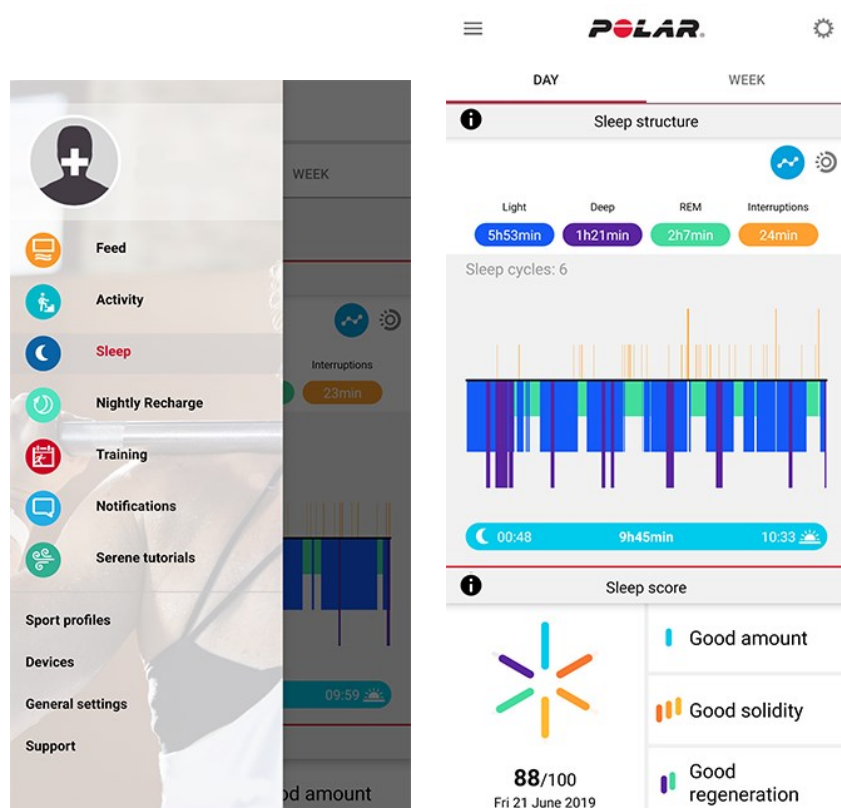 WEEK
Feed
Activity
Sleep
Interruptions
Nightly Recharge
23min
Training
Notifications
Serene tutorials
Sport profiles
Devices
09:59
General settings
Support
od amount
POLAR.
DAY WEEK
i Sleep structure
Light Deep REM Interruptions
5h53min 1h21min 2h7min 24min
Sleep cycles: 6
00:48 9h45min 10:33
i Sleep score
Good amount
Good solidity
88/100
Fri 21 June 2019
Good
regeneration